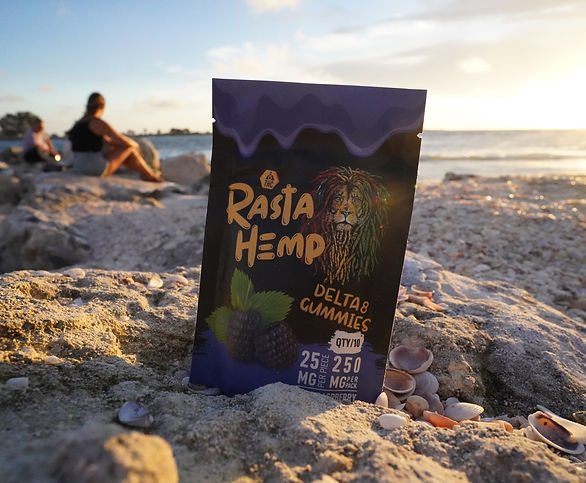 RASTA
HEMP
DELTA 8
GUMMIES
QTY/10
25 MG PER PIECE
250 MG PER PACK